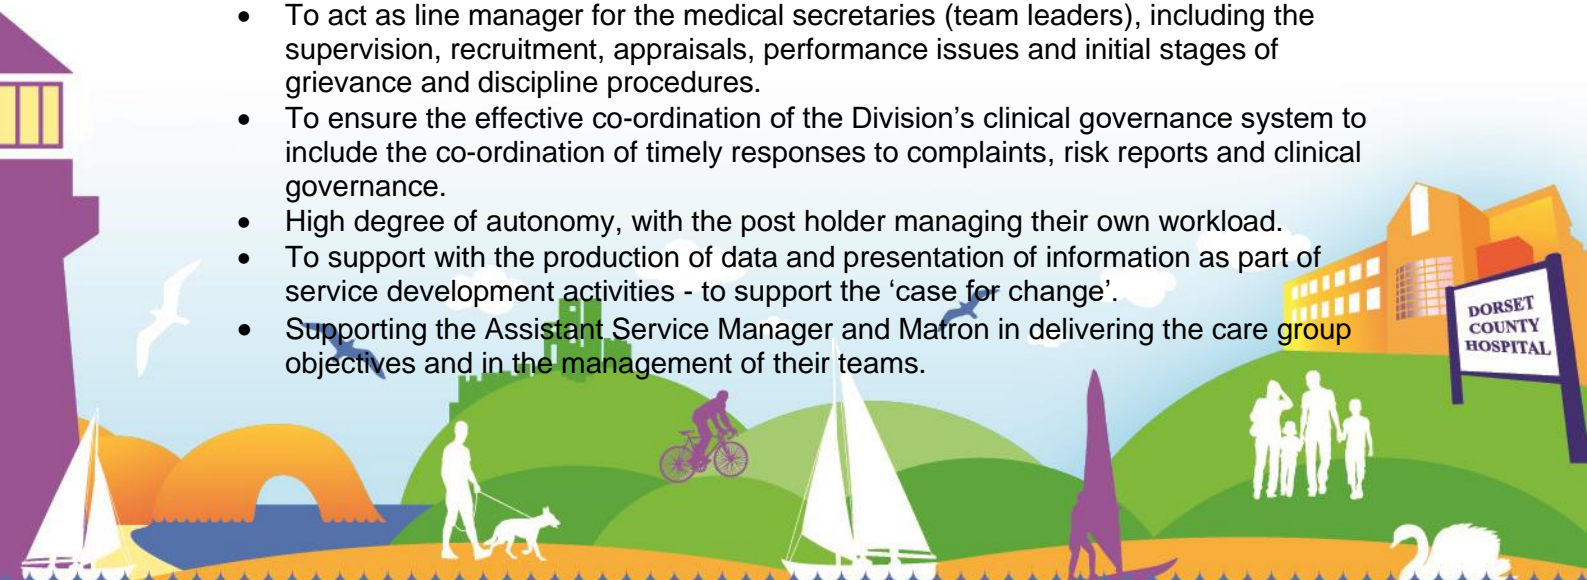 • To act as line manager for the medical secretaries (team leaders), including the
supervision, recruitment, appraisals, performance issues and initial stages of
grievance and discipline procedures.
• To ensure the effective co-ordination of the Division's clinical governance system to
include the co-ordination of timely responses to complaints, risk reports and clinical
governance.
• High degree of autonomy, with the post holder managing their own workload.
• To support with the production of data and presentation of information as part of
service development activities - to support the ‘case for change’.
• Supporting the Assistant Service Manager and Matron in delivering the care group
objectives and in the management of their teams.
DORSET
COUNTY
HOSPITAL